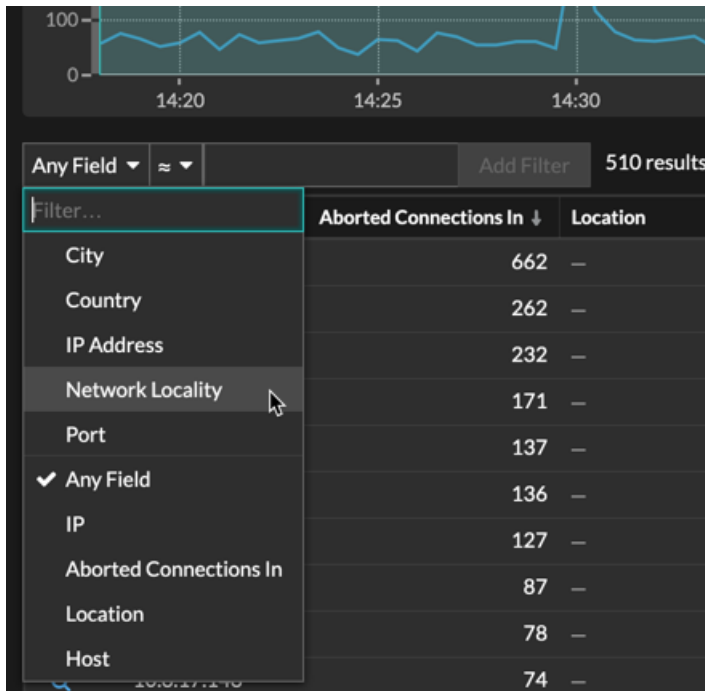 100
0
14:20 14:25 14:30
Any Field ≈ Add Filter 510 results
Filter...
Aborted Connections In ↓ Location
City
662 —
Country
262 —
IP Address
232 —
Network Locality
171 —
Port
137 —
Any Field
136 —
IP
127 —
Aborted Connections In
87 —
Location
78 —
Host
74 —